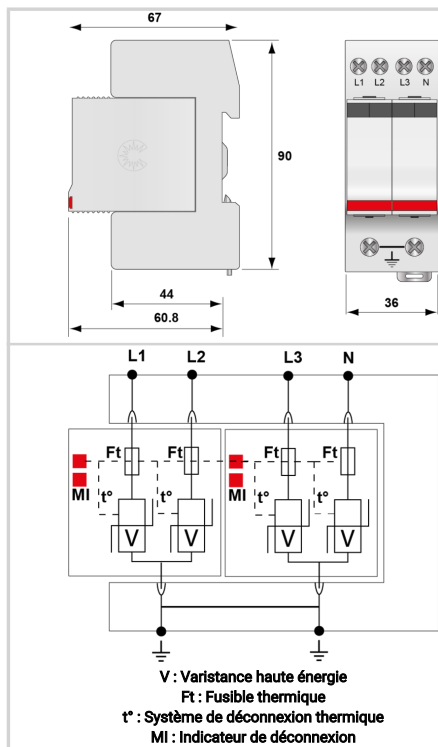 67
90
44
60.8
L1 L2 L3 N
36
L1 L2 L3 N
Ft Ft Ft Ft
MI t° t° MI t° t°
V V V V
V : Varistance haute énergie
Ft : Fusible thermique
t° : Système de déconnexion thermique
MI : Indicateur de déconnexion